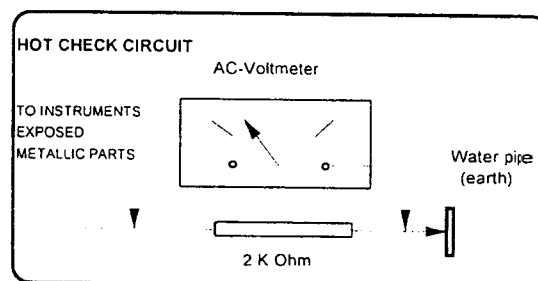 HOT CHECK CIRCUIT
AC-Voltmeter
TO INSTRUMENTS
EXPOSED
METALLIC PARTS
Water pipe
(earth)
2 K Ohm